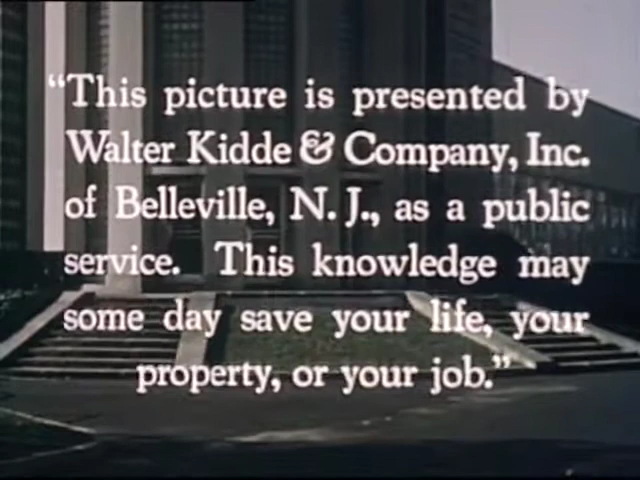 “This picture is presented by
Walter Kidde & Company, Inc.
of Belleville, N. J., as a public
service. This knowledge may
some day save your life, your
property, or your job.”